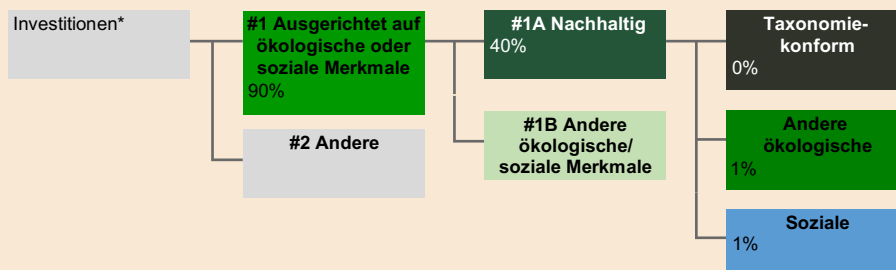 Investitionen*
#1 Ausgerichtet auf
ökologische oder
soziale Merkmale
90%
#2 Andere
#1A Nachhaltig
40%
#1B Andere
ökologische/
soziale Merkmale
Taxonomie-
konform
0%
Andere
ökologische
1%
Soziale
1%